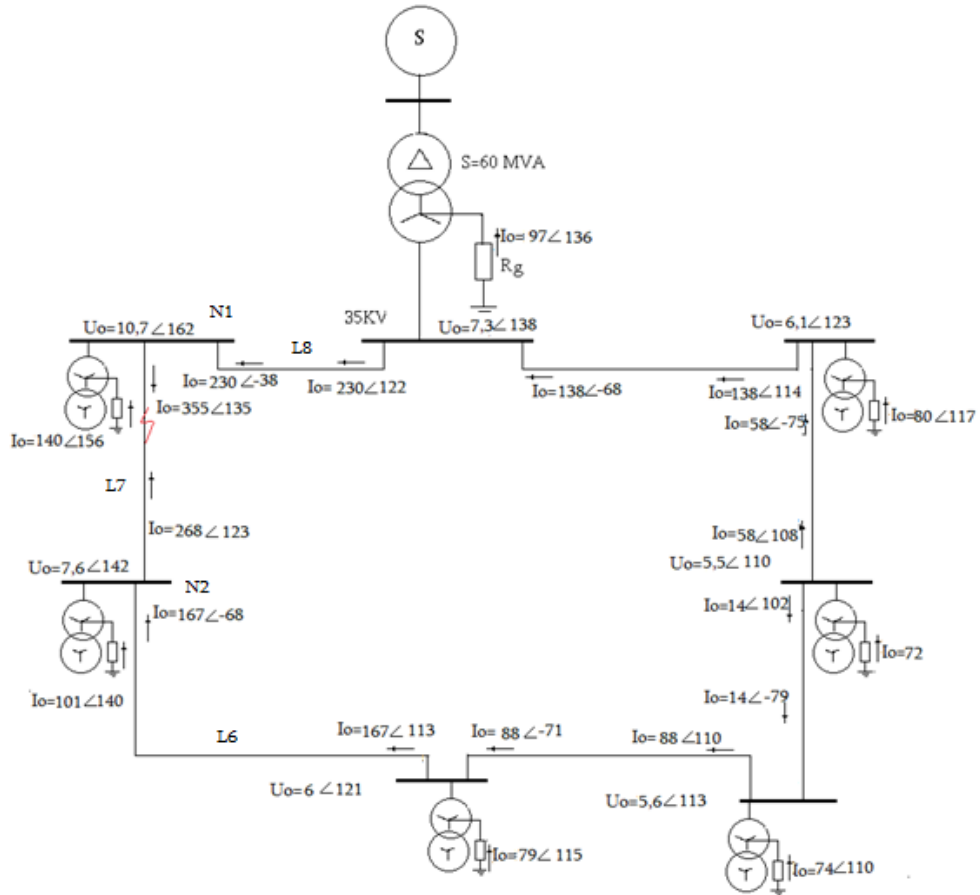 S
S=60 MVA
Io= 97∠136
Rg
N1
35KV
Uo=10,7∠162
Uo=7,3∠138
Uo=6,1∠123
L8
Io=230∠-38
Io=230∠122
Io=138∠-68
Io=138∠114
Io=355∠135
Io=58∠-75
Io=80∠117
Io=140∠156
L7
Io=268∠123
Io=58∠108
Uo=7,6∠142
Uo=5,5∠110
N2
Io=167∠-68
Io=14∠102
Io=72
Io=101∠140
Io=14∠-79
L6
Io=167∠113
Io= 88∠-71
Io=88∠110
Uo=6 ∠121
Uo=5,6∠113
Io=79∠115
Io=74∠110